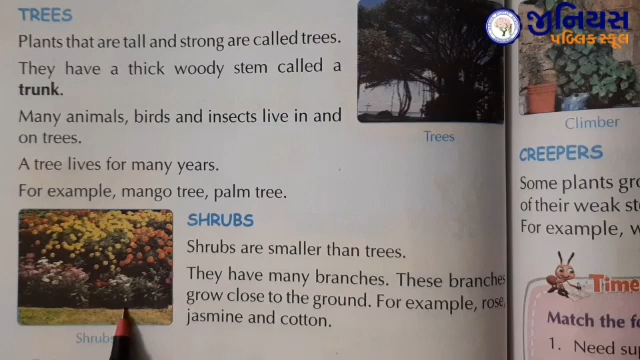 TREES
Plants that are tall and strong are called trees.
They have a thick woody stem called a
trunk.
Many animals, birds and insects live in and
on trees.
A tree lives for many years.
For example, mango tree, palm tree.
Trees
SHRUBS
Shrubs are smaller than trees.
They have many branches. These branches
grow close to the ground. For example, rose,
jasmine and cotton.
Shrubs
જીનિયસ
પબ્લિક સ્કૂલ
Climber
CREEPERS
Some plants
of their weak
For example,
Time
Match the
1. Need